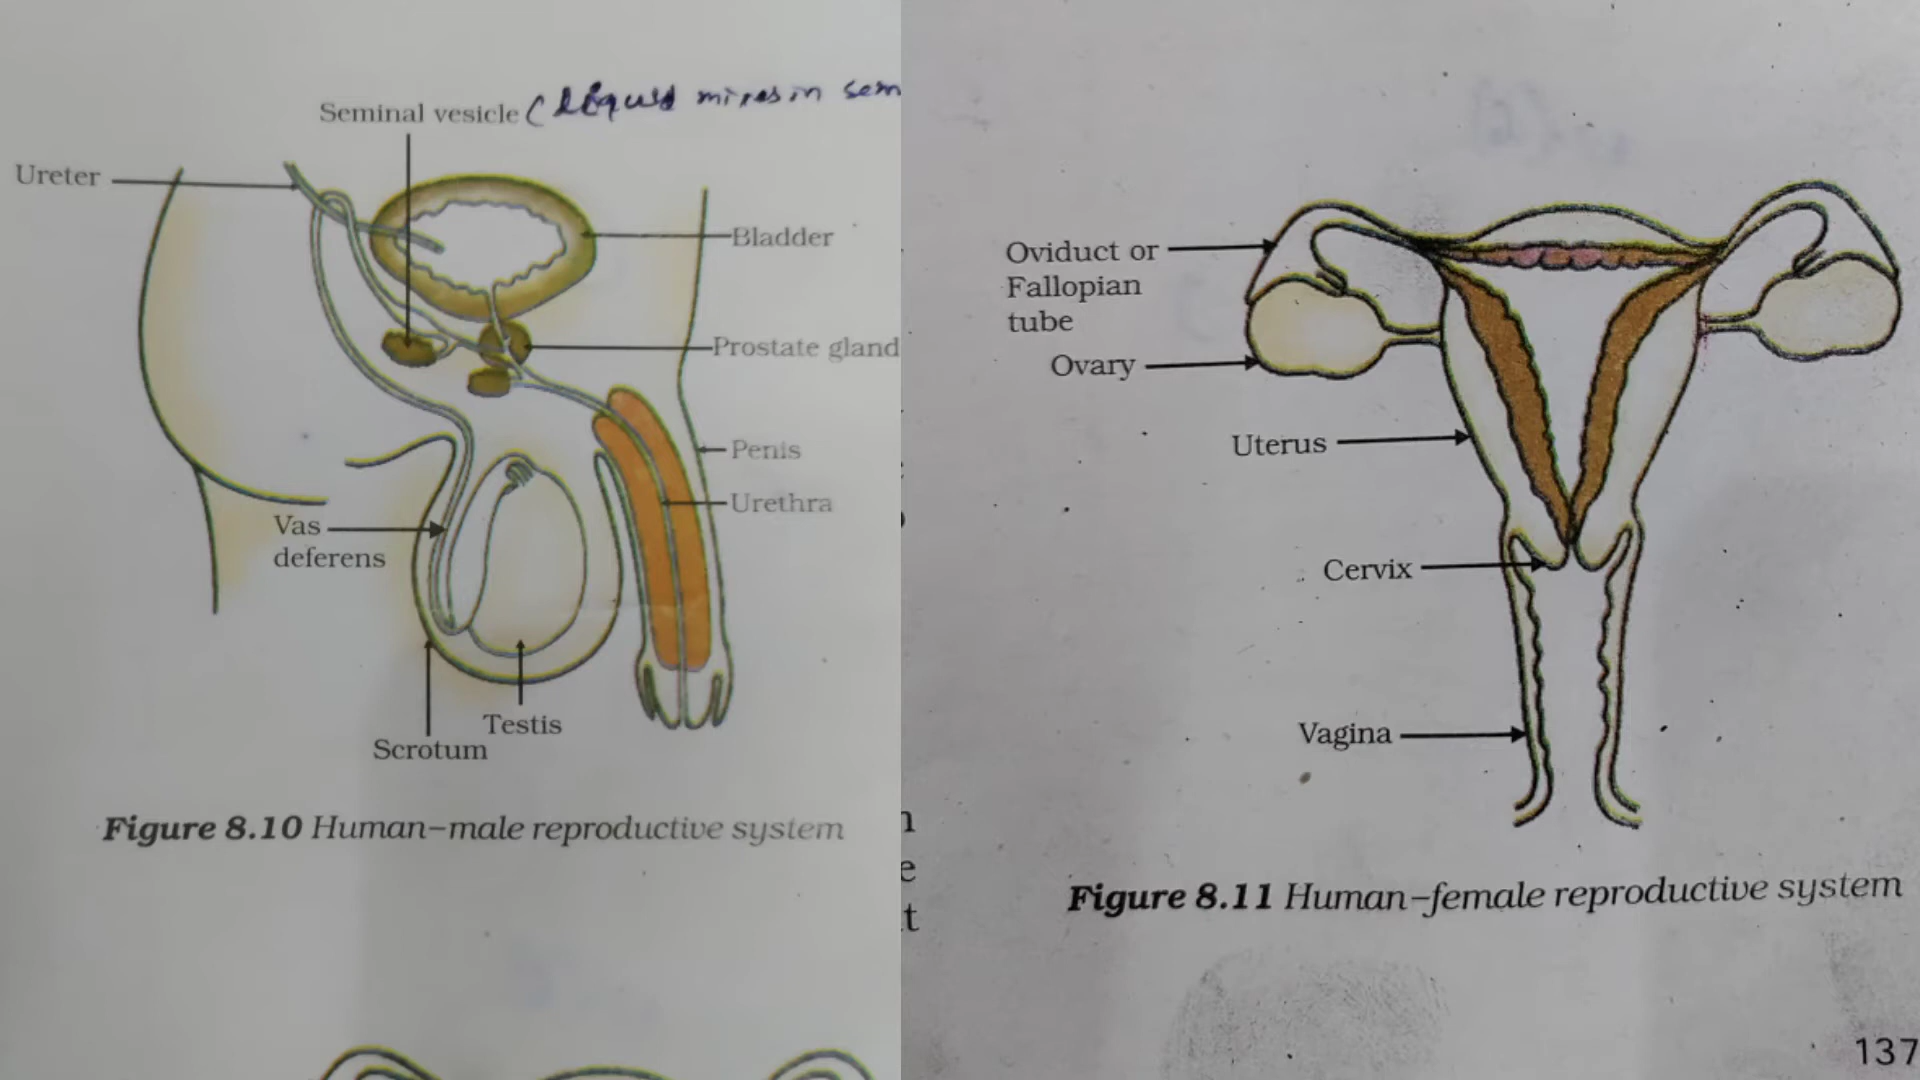 Seminal vesicle (liquid mixes in sem
Ureter
Bladder
Prostate gland
Penis
Urethra
Vas
deferens
Testis
Scrotum
Figure 8.10 Human–male reproductive system
Oviduct or
Fallopian
tube
Ovary
Uterus
Cervix
Vagina
n
e
t
Figure 8.11 Human–female reproductive system
137